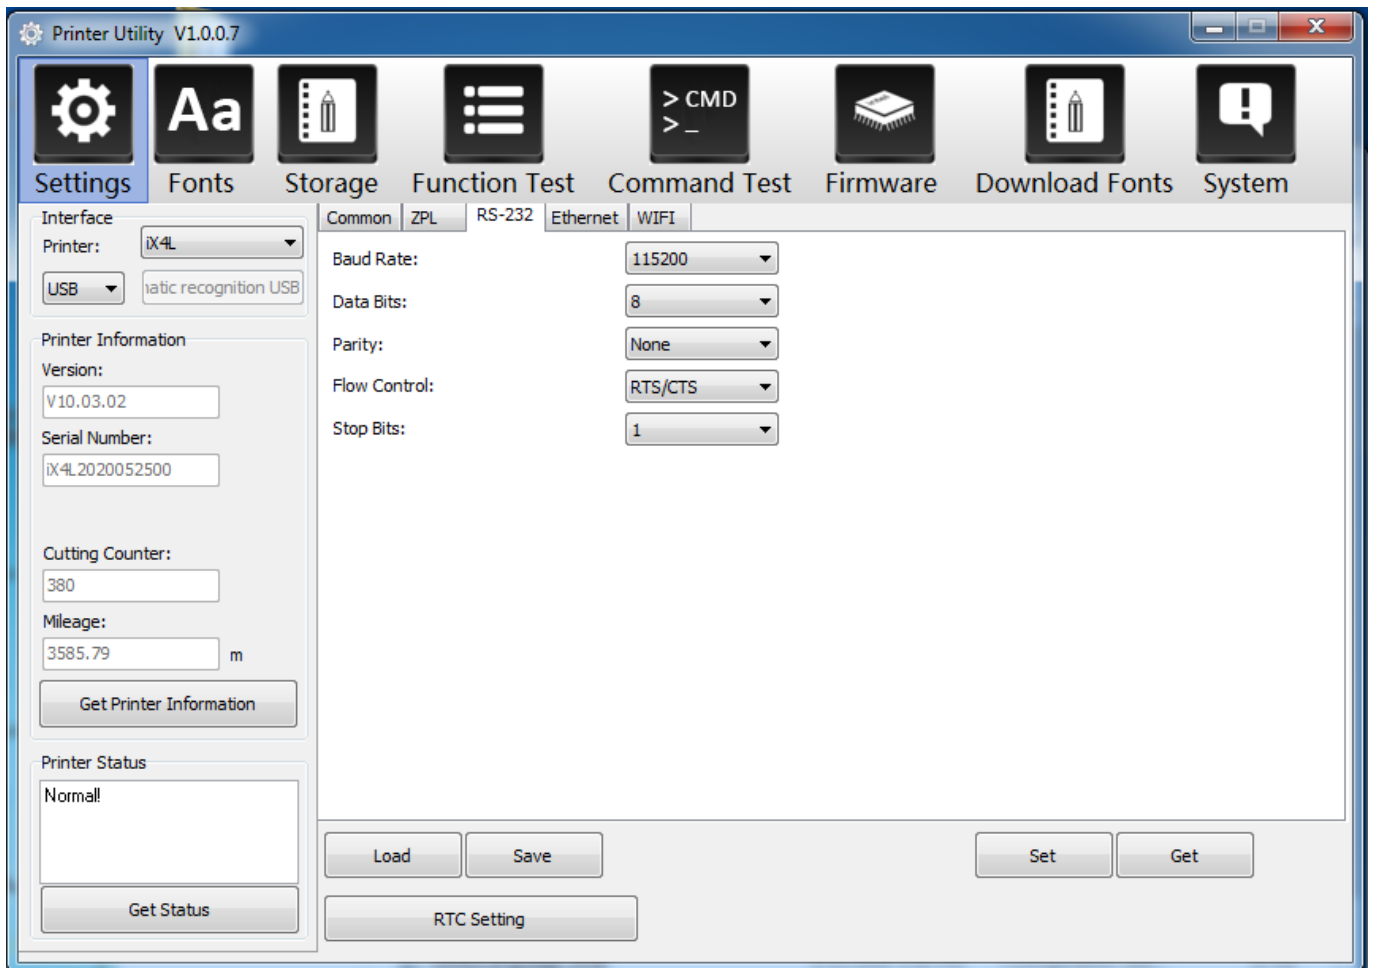 Printer Utility V1.0.0.7
Aa
> CMD
> _
Settings Fonts Storage Function Test Command Test Firmware Download Fonts System
Interface
Printer: iX4L
USB natic recognition USB
Printer Information
Version:
V10.03.02
Serial Number:
iX4L2020052500
Cutting Counter:
380
Mileage:
3585.79 m
Get Printer Information
Printer Status
Normal!
Get Status
Common ZPL RS-232 Ethernet WIFI
Baud Rate: 115200
Data Bits: 8
Parity: None
Flow Control: RTS/CTS
Stop Bits: 1
Load Save Set Get
RTC Setting